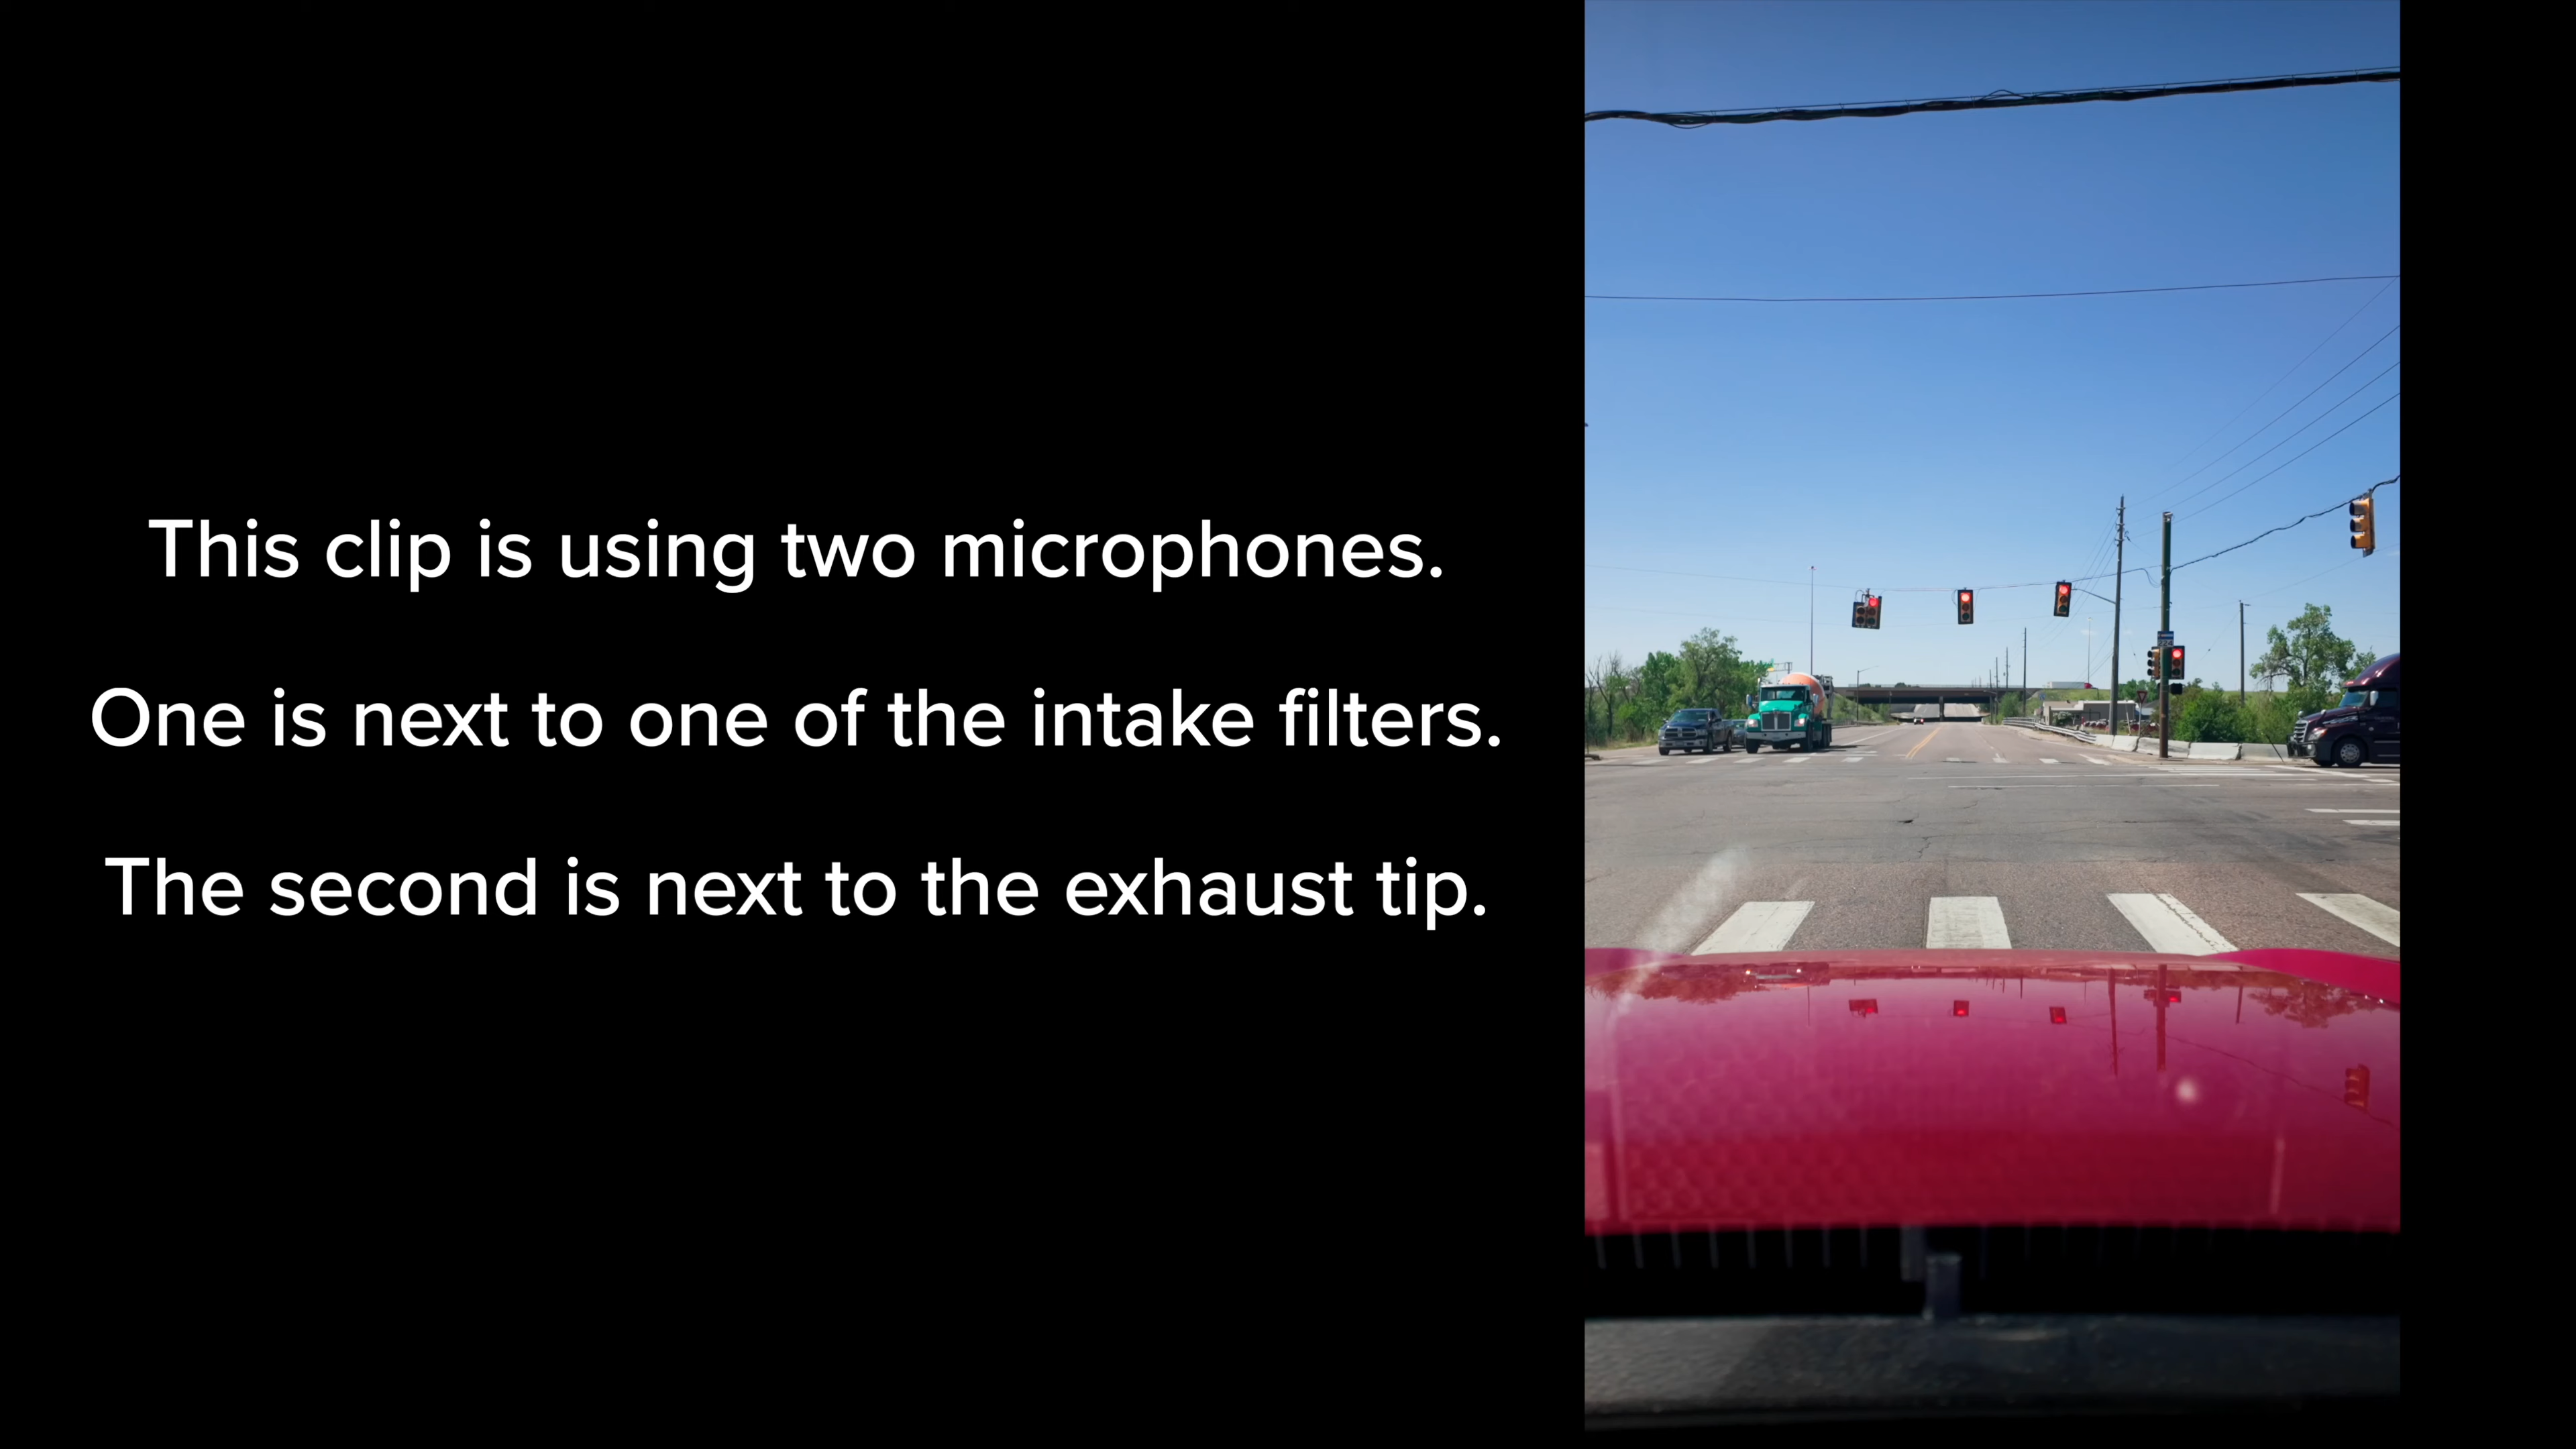 This clip is using two microphones.
One is next to one of the intake filters.
The second is next to the exhaust tip.